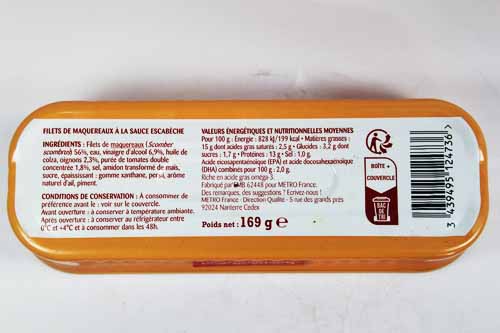 FILETS DE MAQUEREAUX À LA SAUCE ESCABÈCHE
INGRÉDIENTS : Filets de maquereaux (Scomber
scombrus) 56%, eau, vinaigre d'alcool 6,9%, huile de
colza, oignons 2,3%, purée de tomates double
concentrée 1,8%, sel, amidon transformé de maïs,
sucre, épaississant : gomme xanthane, persil, arôme
naturel d'ail, piment.
CONDITIONS DE CONSERVATION : À consommer de
préférence avant le : voir sur le couvercle.
Avant ouverture : à conserver à température ambiante.
Après ouverture : à conserver au réfrigérateur entre
0°C et +4°C et à consommer dans les 48h.
VALEURS ÉNERGÉTIQUES ET NUTRITIONNELLES MOYENNES
Pour 100 g : Énergie : 828 kJ/199 kcal • Matières grasses :
15 g dont acides gras saturés : 2,5 g • Glucides : 3,2 g dont
sucres : 1,7 g • Protéines : 13 g • Sel : 1,0 g.
Acide eicosapentaénoïque (EPA) et acide docosahexaénoïque
(DHA) combinés pour 100 g : 2,0 g.
Riche en acide gras oméga-3.
Fabriqué par 62448 pour METRO France.
Vos remarques nous font avancer ! Écrivez-nous !
METRO France - Direction Qualité - 5 rue des grands prés
92024 Nanterre Cedex
Poids net : 169 g ℮
BOÎTE +
COUVERCLE
BAC
DE TRI
3 439495 124736